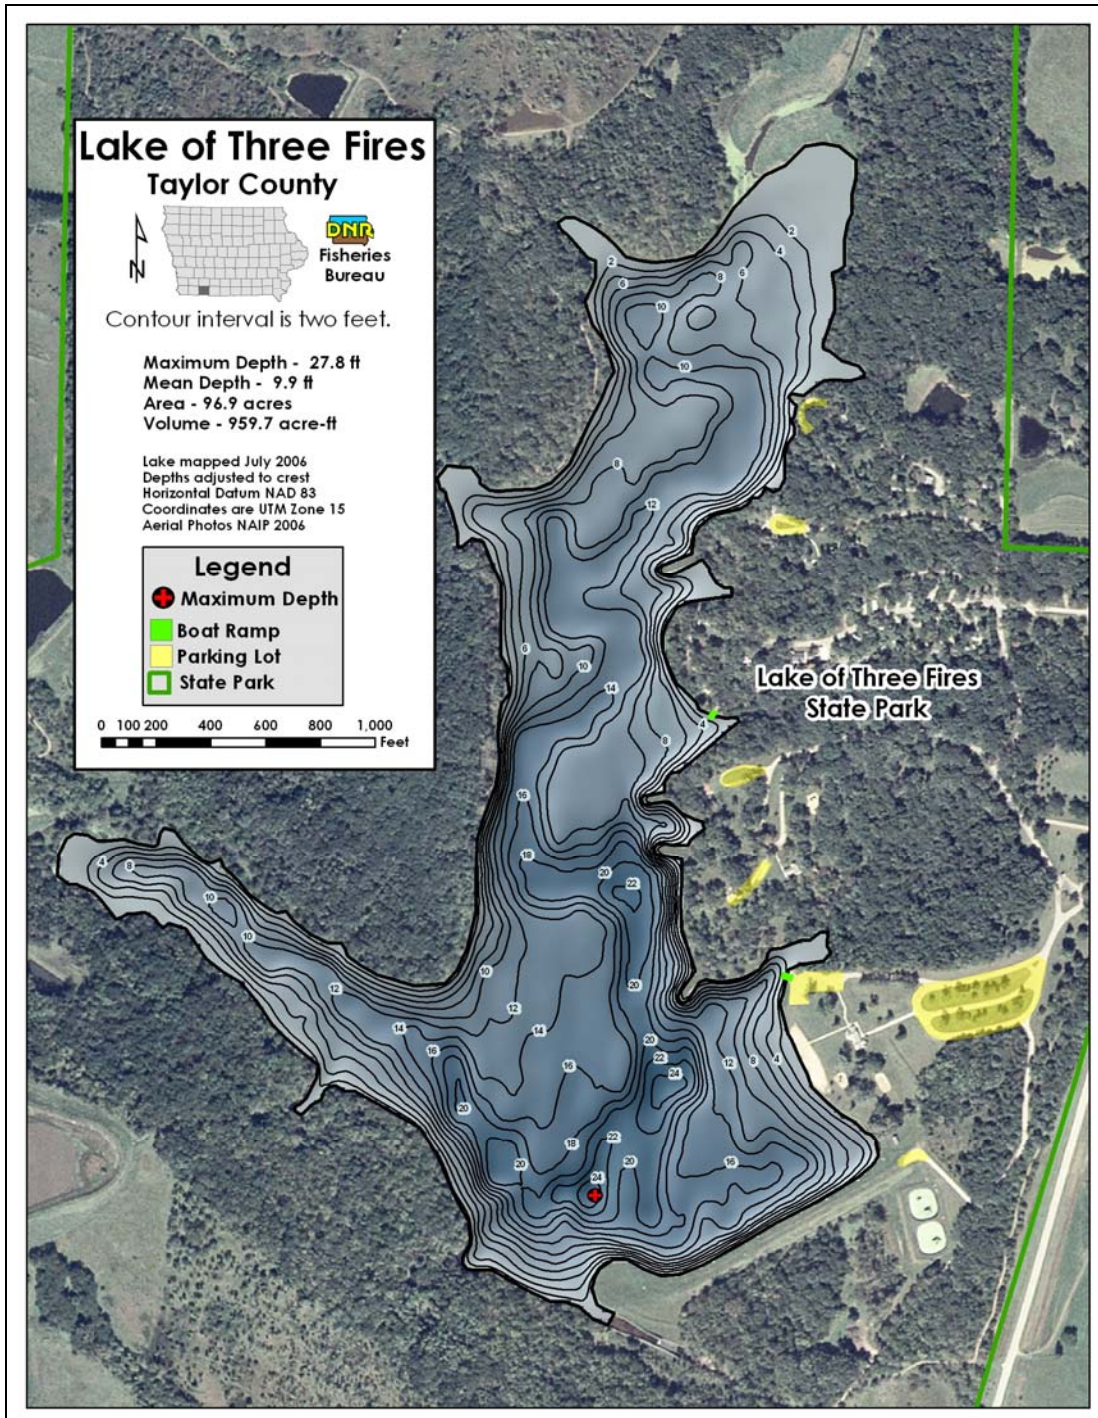 Lake of Three Fires
Taylor County
N
DNR
Fisheries
Bureau
Contour interval is two feet.
Maximum Depth - 27.8 ft
Mean Depth - 9.9 ft
Area - 96.9 acres
Volume - 959.7 acre-ft
Lake mapped July 2006
Depths adjusted to crest
Horizontal Datum NAD 83
Coordinates are UTM Zone 15
Aerial Photos NAIP 2006
Legend
Maximum Depth
Boat Ramp
Parking Lot
State Park
0 100 200 400 600 800 1,000
Feet
2
4
2
6
8
6
10
10
8
12
6
10
14
Lake of Three Fires
State Park
4
8
16
18
20
22
4
8
10
10
10
12
20
12
14
14
16
20
22
24
16
12
8
4
20
18
22
20
20
16
24